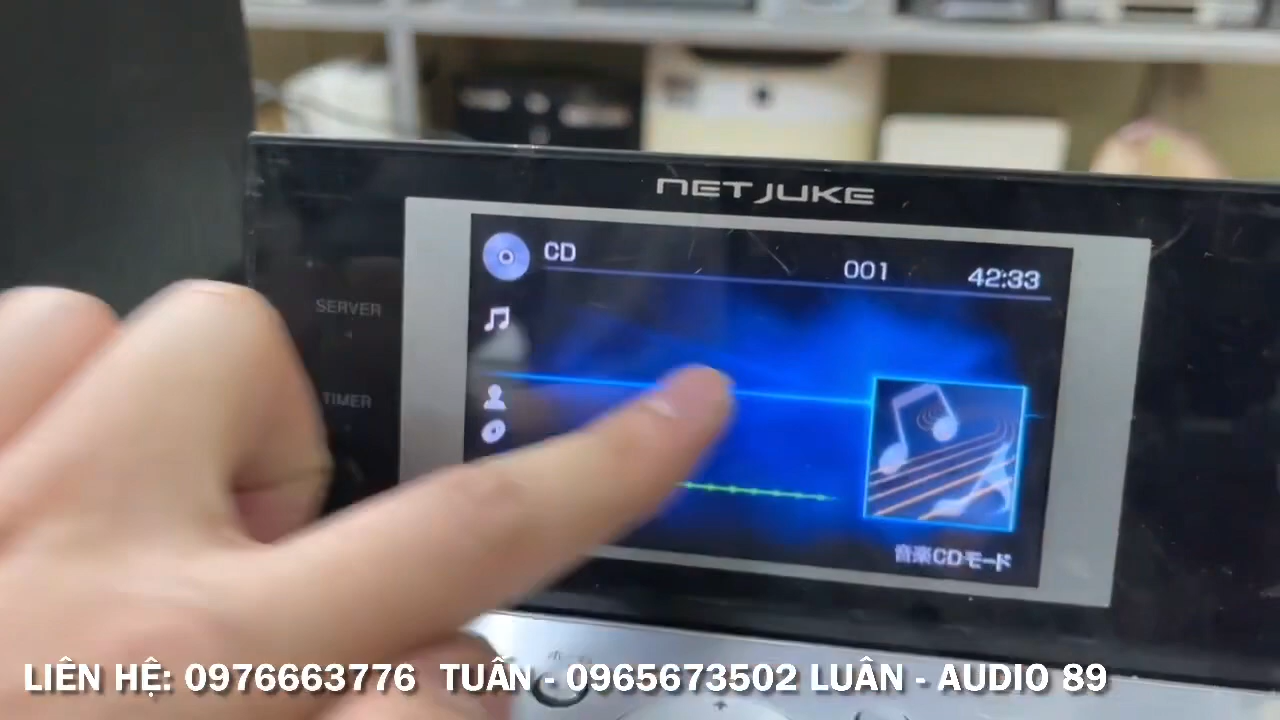 NETJUKE
CD 001 42:33
SERVER
TIMER
音楽CDモード
LIÊN HỆ: 0976663776 TUẤN - 0965673502 LUÂN - AUDIO 89